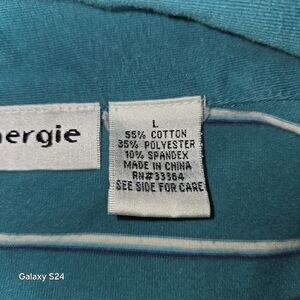 nergie
L
55% COTTON
35% POLYESTER
10% SPANDEX
MADE IN CHINA
RN#33364
SEE SIDE FOR CARE
Galaxy S24